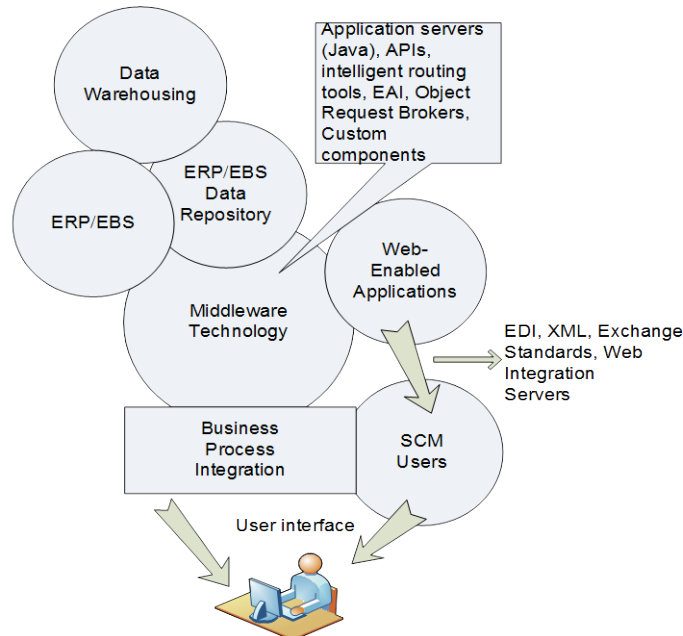 Data
Warehousing
Application servers
(Java), APIs,
intelligent routing
tools, EAI, Object
Request Brokers,
Custom
components
ERP/EBS
Data
Repository
ERP/EBS
Web-
Enabled
Applications
Middleware
Technology
EDI, XML, Exchange
Standards, Web
Integration
Servers
Business
Process
Integration
SCM
Users
User interface